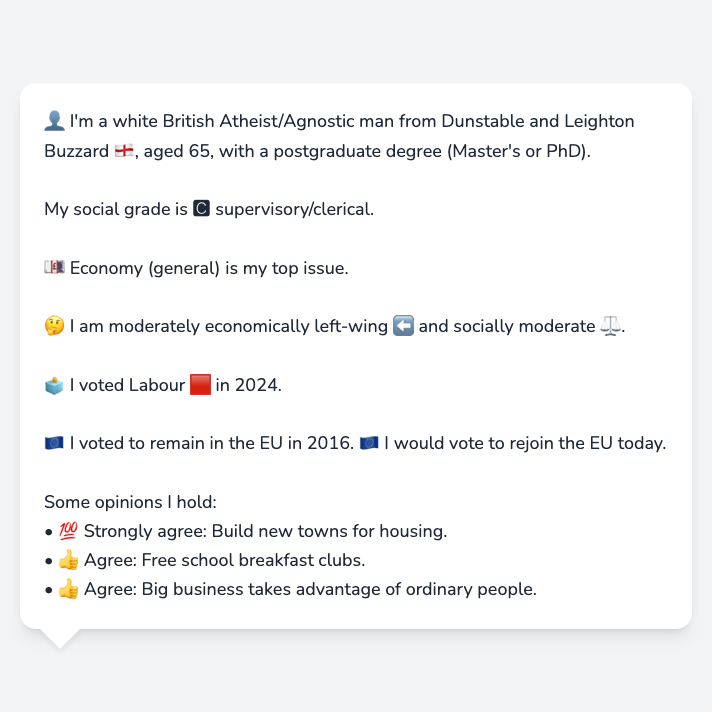 👤 I'm a white British Atheist/Agnostic man from Dunstable and Leighton
Buzzard 🏴󠁧󠁢󠁥󠁮󠁧󠁿, aged 65, with a postgraduate degree (Master's or PhD).
My social grade is 🅲 supervisory/clerical.
💷 Economy (general) is my top issue.
🤔 I am moderately economically left-wing ⬅️ and socially moderate ⚖️.
🗳️ I voted Labour 🟥 in 2024.
🇪🇺 I voted to remain in the EU in 2016. 🇪🇺 I would vote to rejoin the EU today.
Some opinions I hold:
• 💯 Strongly agree: Build new towns for housing.
• 👍 Agree: Free school breakfast clubs.
• 👍 Agree: Big business takes advantage of ordinary people.